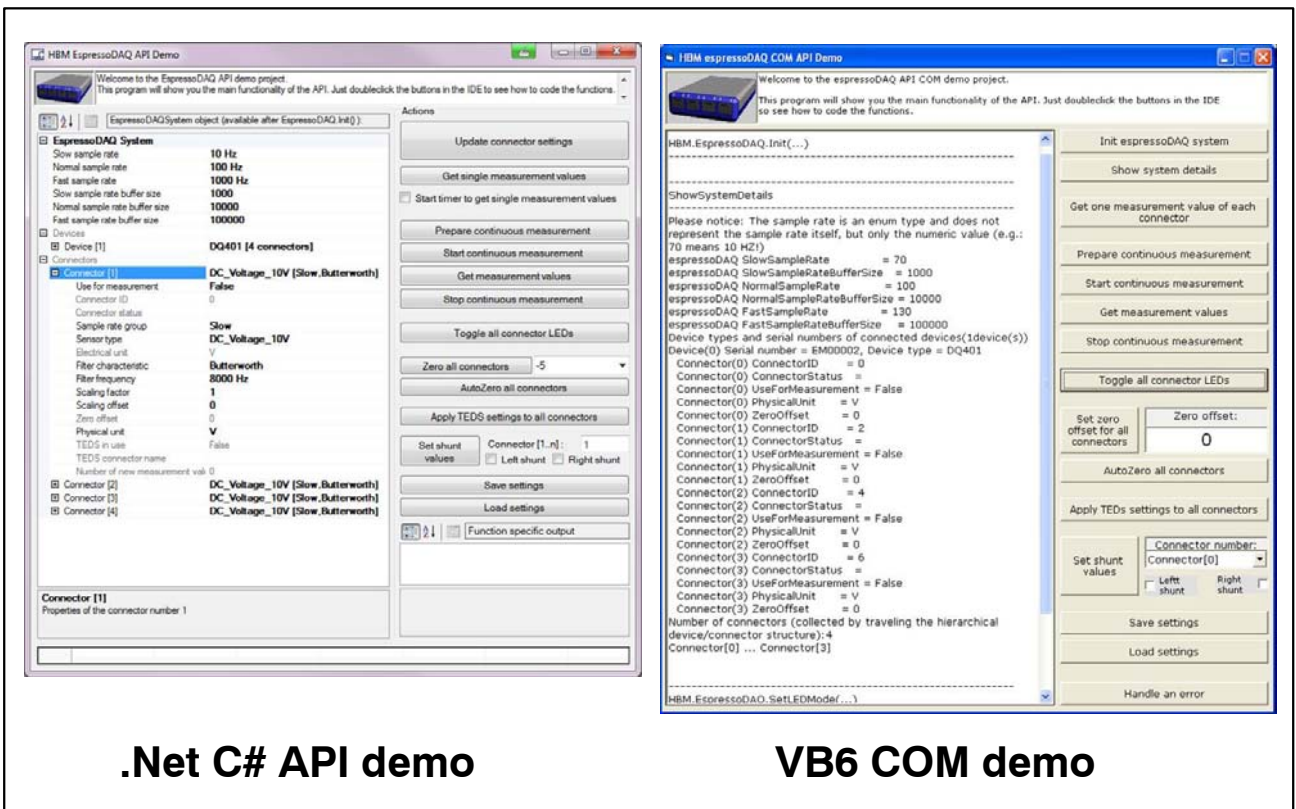 HBM EspressoDAQ API Demo
Welcome to the EspressoDAQ API demo project.
This program will show you the main functionality of the API. Just doubleclick the buttons in the IDE to see how to code the functions.
EspressoDAQSystem object (available after EspressoDAQ.Init()):
EspressoDAQ System
Slow sample rate 10 Hz
Normal sample rate 100 Hz
Fast sample rate 1000 Hz
Slow sample rate buffer size 1000
Normal sample rate buffer size 10000
Fast sample rate buffer size 100000
Devices
Device [1] DQ401 [4 connectors]
Connectors
Connector [1] DC_Voltage_10V [Slow,Butterworth]
Use for measurement False
Connector ID 0
Connector status
Sample rate group Slow
Sensor type DC_Voltage_10V
Electrical unit V
Filter characteristic Butterworth
Filter frequency 8000 Hz
Scaling factor 1
Scaling offset 0
Zero offset 0
Physical unit V
TEDS in use False
TEDS connector name
Number of new measurement valu 0
Connector [2] DC_Voltage_10V [Slow,Butterworth]
Connector [3] DC_Voltage_10V [Slow,Butterworth]
Connector [4] DC_Voltage_10V [Slow,Butterworth]
Connector [1]
Properties of the connector number 1
Actions
Update connector settings
Get single measurement values
Start timer to get single measurement values
Prepare continuous measurement
Start continuous measurement
Get measurement values
Stop continuous measurement
Toggle all connector LEDs
Zero all connectors -5
AutoZero all connectors
Apply TEDS settings to all connectors
Set shunt values
Connector [1..n] : 1
Left shunt Right shunt
Save settings
Load settings
Function specific output
.Net C# API demo
HBM espressoDAQ COM API Demo
Welcome to the espressoDAQ API COM demo project.
This program will show you the main functionality of the API. Just doubleclick the buttons in the IDE
so see how to code the functions.
HBM.EspressoDAQ.Init(...)
--------------------------------------------------------------
--------------------------------------------------------------
ShowSystemDetails
--------------------------------------------------------------
Please notice: The sample rate is an enum type and does not
represent the sample rate itself, but only the numeric value (e.g.:
70 means 10 HZ!)
espressoDAQ SlowSampleRate = 70
espressoDAQ SlowSampleRateBufferSize = 1000
espressoDAQ NormalSampleRate = 100
espressoDAQ NormalSampleRateBufferSize = 10000
espressoDAQ FastSampleRate = 130
espressoDAQ FastSampleRateBufferSize = 100000
Device types and serial numbers of connected devices(1device(s))
Device(0) Serial number = EM00002, Device type = DQ401
Connector(0) ConnectorID = 0
Connector(0) ConnectorStatus =
Connector(0) UseForMeasurement = False
Connector(0) PhysicalUnit = V
Connector(0) ZeroOffset = 0
Connector(1) ConnectorID = 2
Connector(1) ConnectorStatus =
Connector(1) UseForMeasurement = False
Connector(1) PhysicalUnit = V
Connector(1) ZeroOffset = 0
Connector(2) ConnectorID = 4
Connector(2) ConnectorStatus =
Connector(2) UseForMeasurement = False
Connector(2) PhysicalUnit = V
Connector(2) ZeroOffset = 0
Connector(3) ConnectorID = 6
Connector(3) ConnectorStatus =
Connector(3) UseForMeasurement = False
Connector(3) PhysicalUnit = V
Connector(3) ZeroOffset = 0
Number of connectors (collected by traveling the hierarchical
device/connector structure):4
Connector[0] ... Connector[3]
--------------------------------------------------------------
HBM.EspressoDAQ.SetLEDMode(...)
Init espressoDAQ system
Show system details
Get one measurement value of each
connector
Prepare continuous measurement
Start continuous measurement
Get measurement values
Stop continuous measurement
Toggle all connector LEDs
Set zero
offset for all
connectors
Zero offset:
0
AutoZero all connectors
Apply TEDs settings to all connectors
Set shunt
values
Connector number:
Connector[0]
Leftt
shunt
Right
shunt
Save settings
Load settings
Handle an error
VB6 COM demo